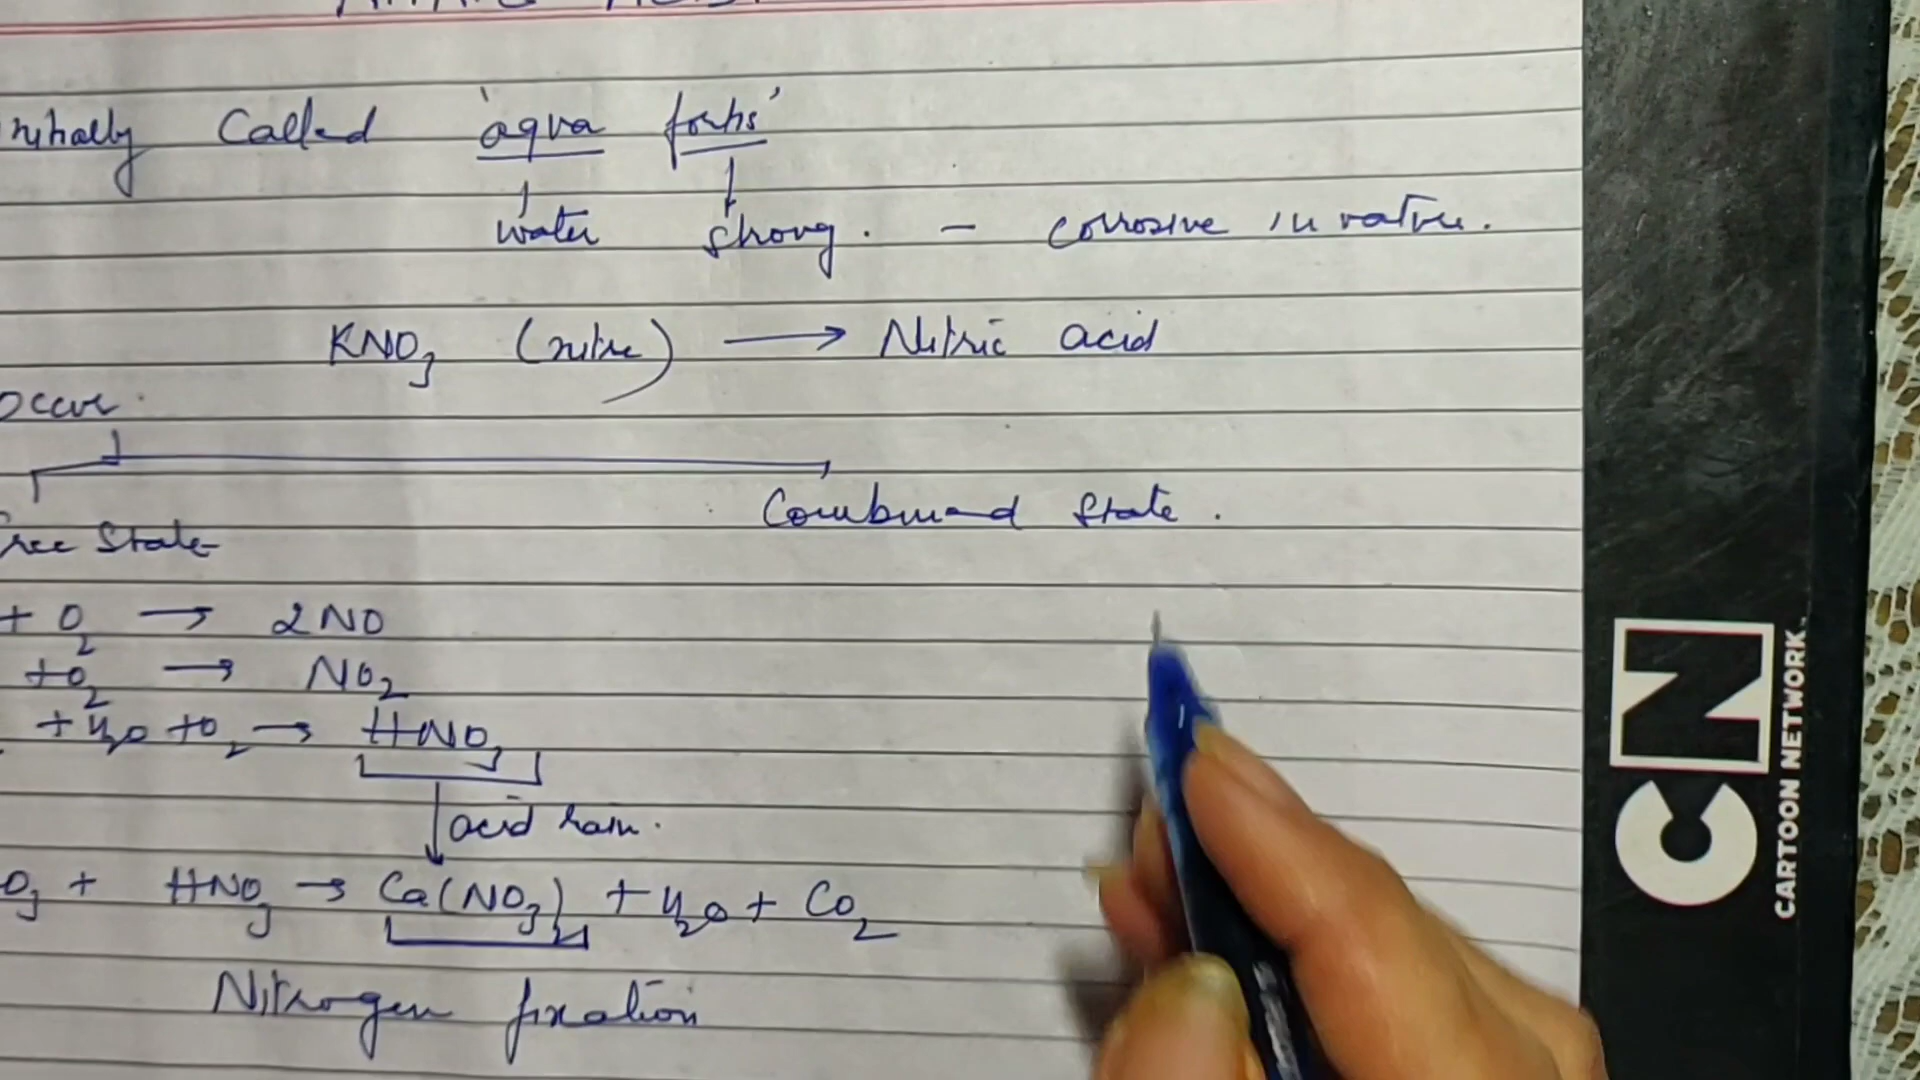 Called 'aqua fortis'
water strong. - corrosive in nature.
KNO3 (nitre) → Nitric acid
Occur.
Free State
Combined State.
+ O2 → 2NO
+O2 → NO2
+ H2O + O2 → HNO3
acid rain.
O3 + HNO3 → Ca(NO3)2 + H2O + CO2
Nitrogen fixation
CN
CARTOON NETWORK